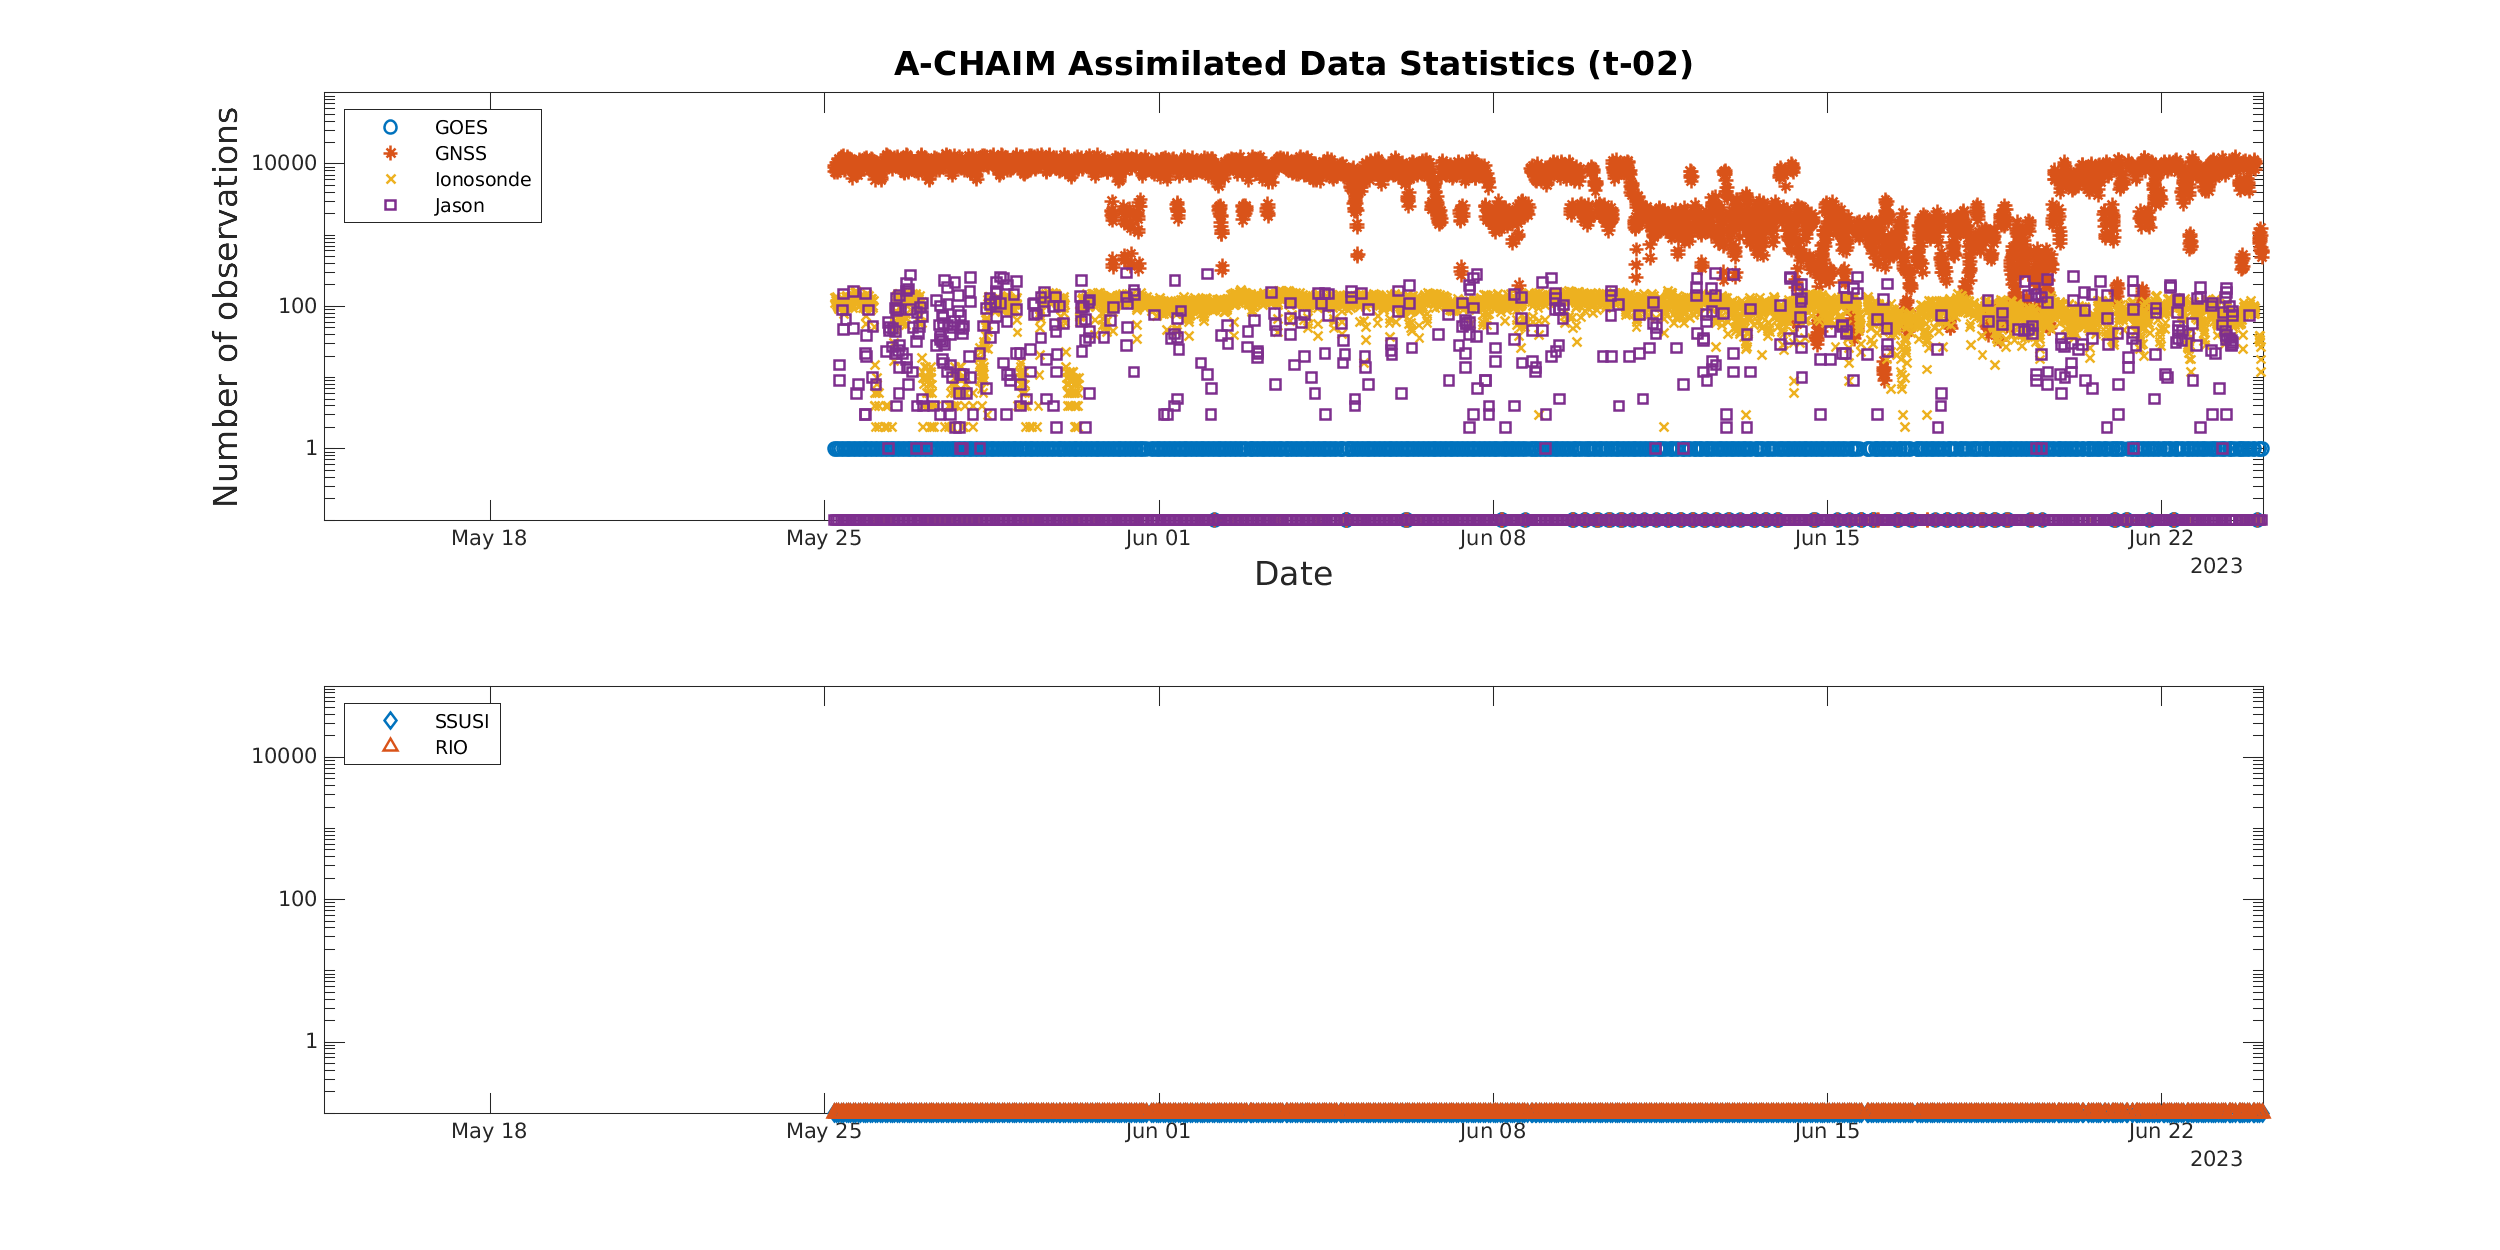 A-CHAIM Assimilated Data Statistics (t-02)
Number of observations
GOES
GNSS
Ionosonde
Jason
10000
100
1
May 18
May 25
Jun 01
Jun 08
Jun 15
Jun 22
2023
Date
SSUSI
RIO
10000
100
1
May 18
May 25
Jun 01
Jun 08
Jun 15
Jun 22
2023